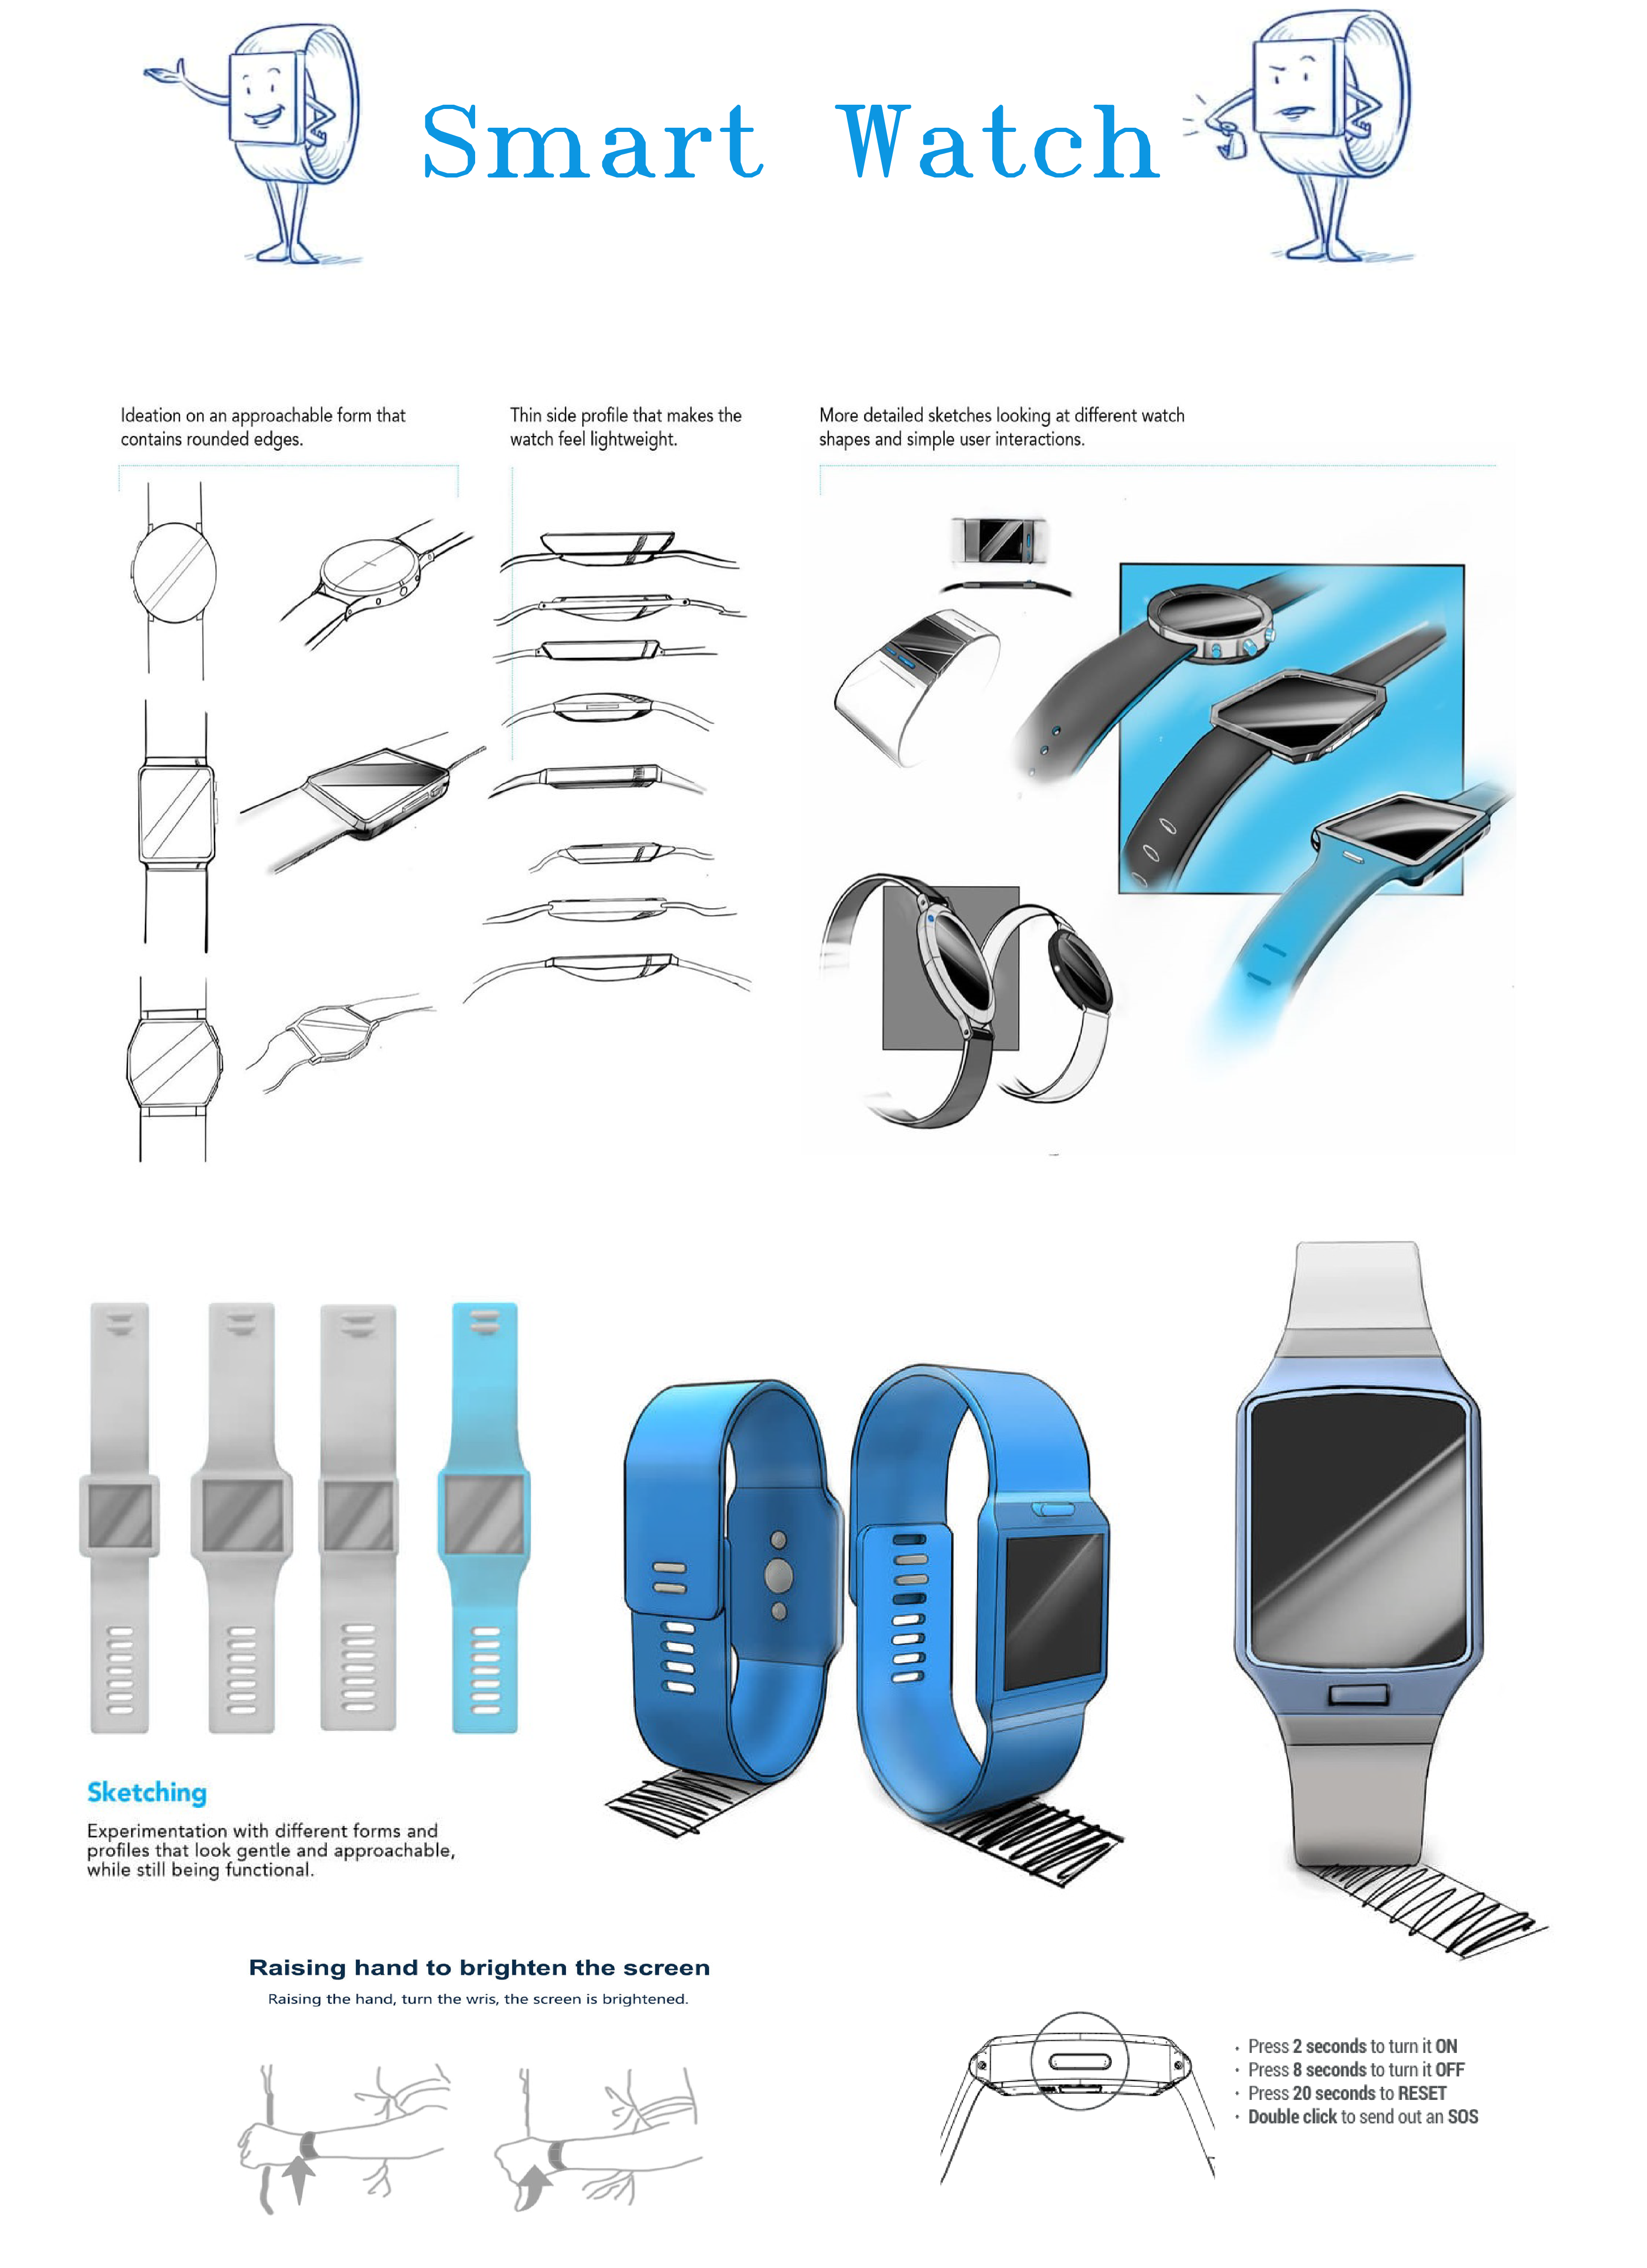 Smart Watch
Ideation on an approachable form that
contains rounded edges.
Thin side profile that makes the
watch feel lightweight.
More detailed sketches looking at different watch
shapes and simple user interactions.
Sketching
Experimentation with different forms and
profiles that look gentle and approachable,
while still being functional.
Raising hand to brighten the screen
Raising the hand, turn the wris, the screen is brightened.
· Press 2 seconds to turn it ON
· Press 8 seconds to turn it OFF
· Press 20 seconds to RESET
· Double click to send out an SOS